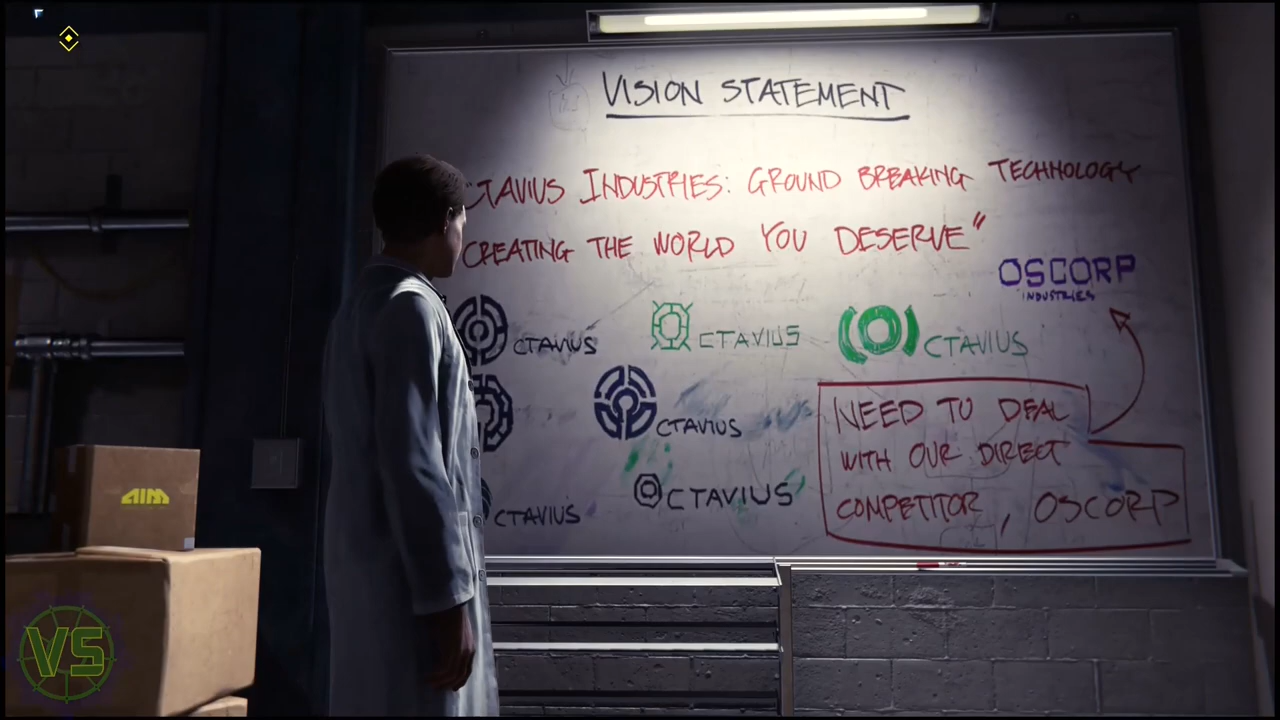 VISION STATEMENT
"CTAVIUS INDUSTRIES: GROUND BREAKING TECHNOLOGY
CREATING THE WORLD YOU DESERVE"
OSCORP
INDUSTRIES
CTAVIUS
CTAVIUS
CTAVIUS
CTAVIUS
CTAVIUS
CTAVIUS
NEED TO DEAL
WITH OUR DIRECT
COMPETITOR, OSCORP
AIM
VS